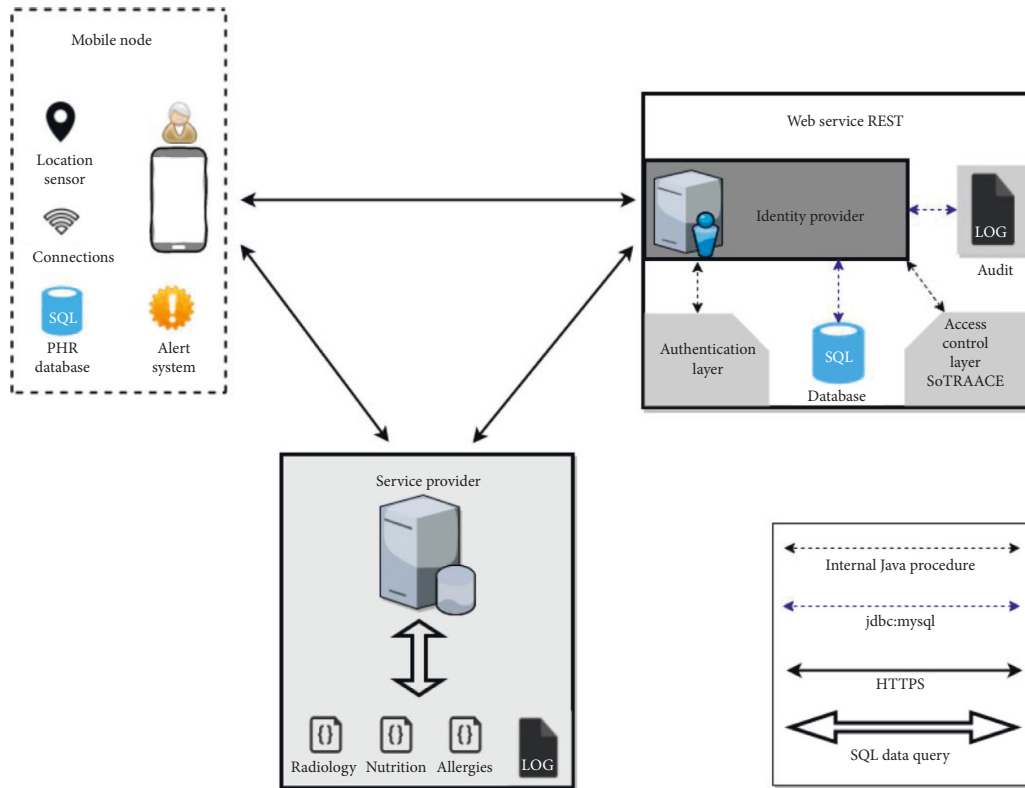 Mobile node
Location
sensor
Connections
SQL
PHR
database
Alert
system
Web service REST
Identity provider
LOG
Audit
Authentication
layer
SQL
Database
Access
control
layer
SoTRAACE
Service provider
{}
{}
{}
Radiology
Nutrition
Allergies
LOG
Internal Java procedure
jdbc:mysql
HTTPS
SQL data query